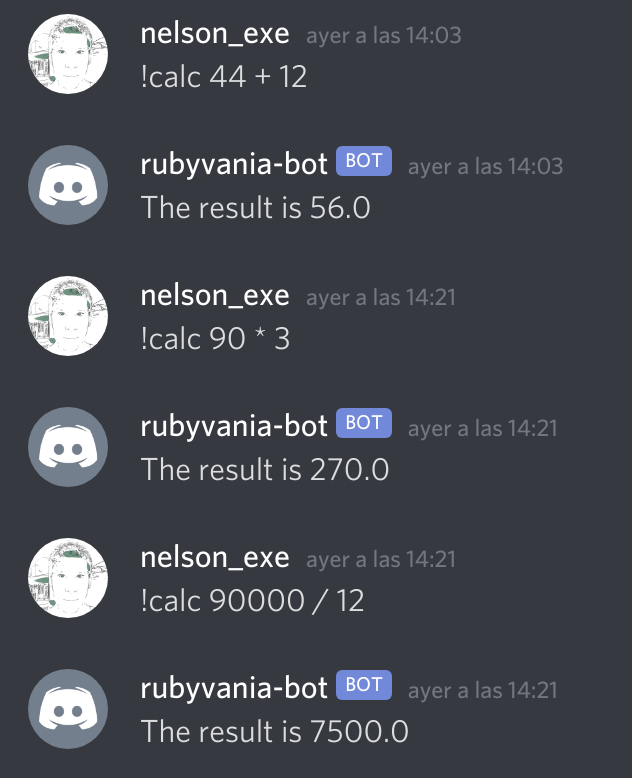 nelson_exe ayer a las 14:03
!calc 44 + 12
rubyvania-bot BOT ayer a las 14:03
The result is 56.0
nelson_exe ayer a las 14:21
!calc 90 * 3
rubyvania-bot BOT ayer a las 14:21
The result is 270.0
nelson_exe ayer a las 14:21
!calc 90000 / 12
rubyvania-bot BOT ayer a las 14:21
The result is 7500.0